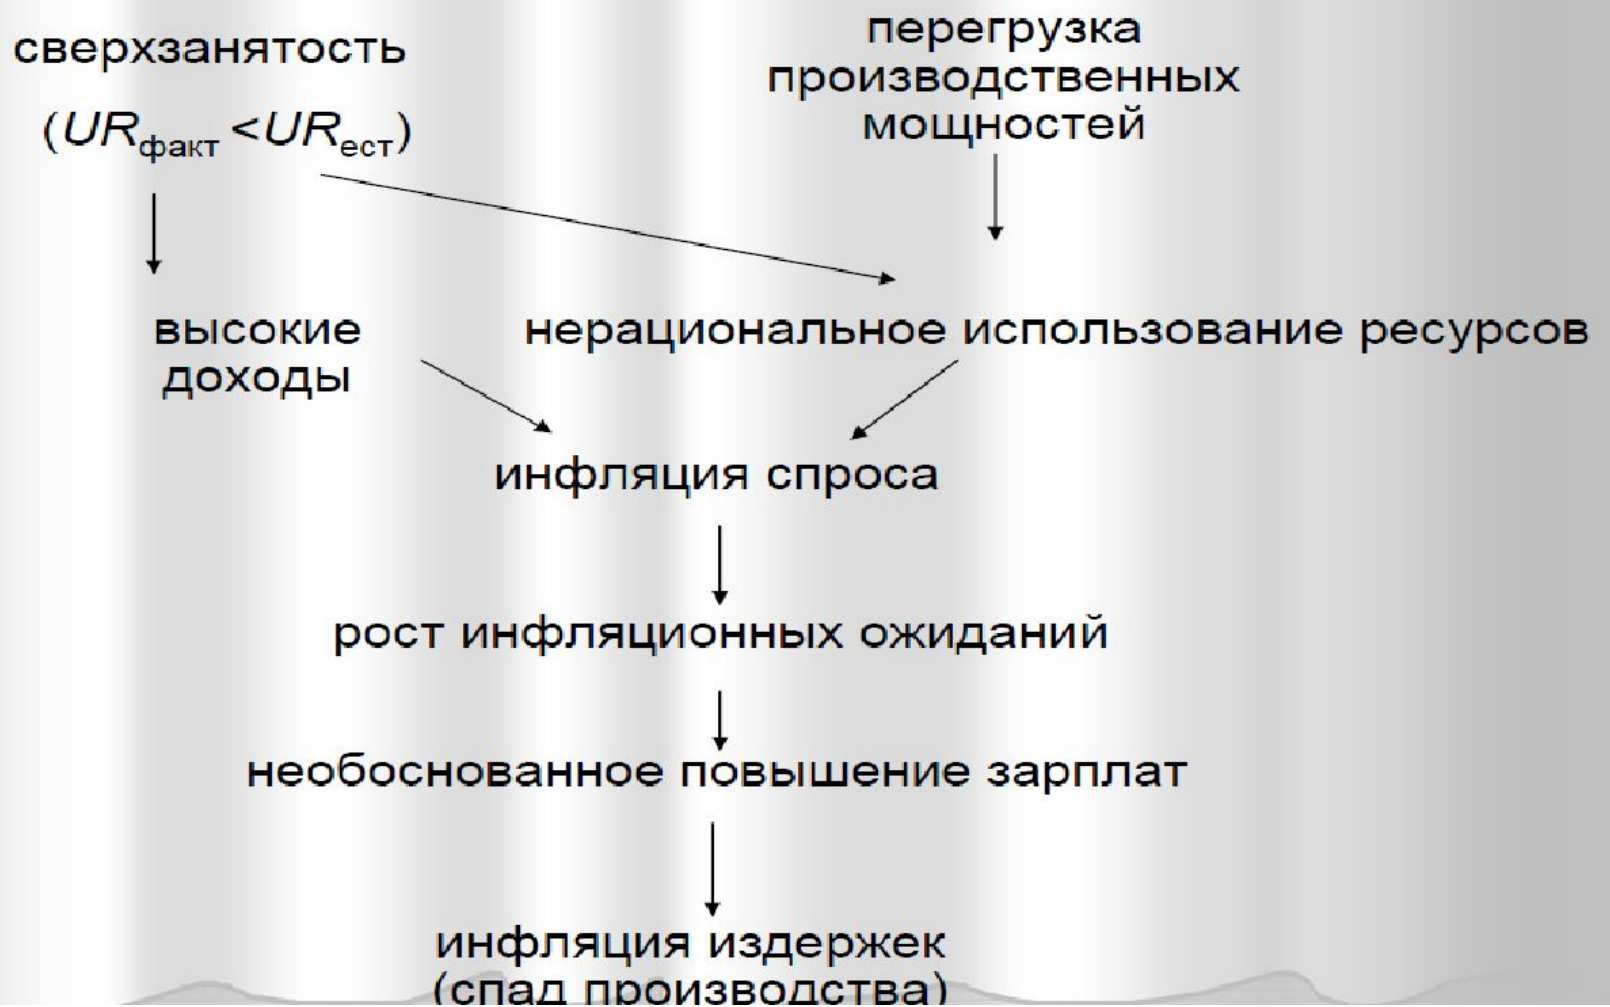 сверхзанятость
(URфакт <URест)
перегрузка
производственных
мощностей
высокие
доходы
нерациональное использование ресурсов
инфляция спроса
рост инфляционных ожиданий
необоснованное повышение зарплат
инфляция издержек
(спад производства)